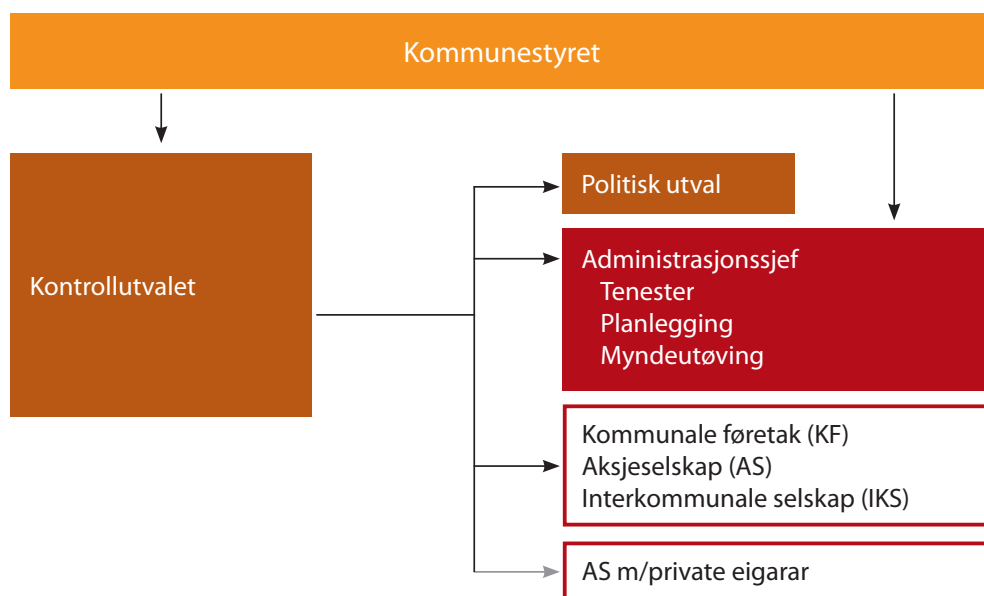 Kommunestyret
Kontrollutvalet
Politisk utval
Administrasjonssjef
Tenester
Planlegging
Myndeutøving
Kommunale føretak (KF)
Aksjeselskap (AS)
Interkommunale selskap (IKS)
AS m/private eigarar